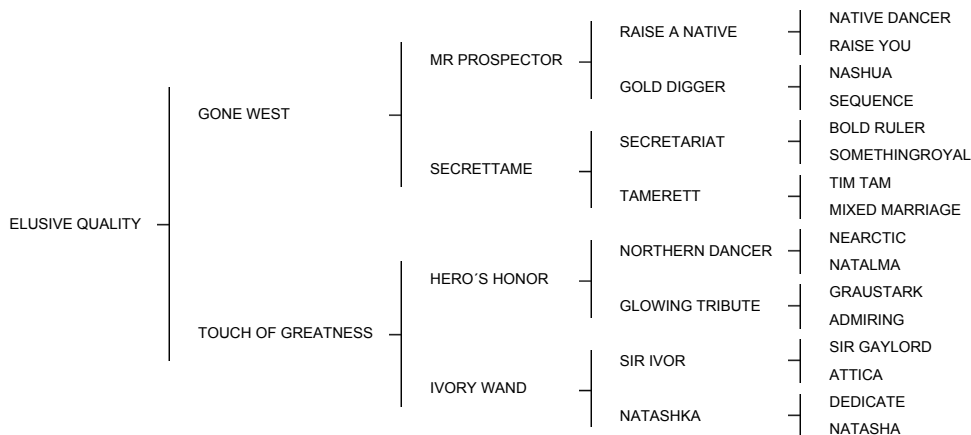 NATIVE DANCER
RAISE A NATIVE
RAISE YOU
MR PROSPECTOR
NASHUA
GOLD DIGGER
SEQUENCE
GONE WEST
BOLD RULER
SECRETARIAT
SOMETHINGROYAL
SECRETTAME
TIM TAM
TAMERETT
MIXED MARRIAGE
ELUSIVE QUALITY
NEARCTIC
NORTHERN DANCER
NATALMA
HERO´S HONOR
GRAUSTARK
GLOWING TRIBUTE
ADMIRING
TOUCH OF GREATNESS
SIR GAYLORD
SIR IVOR
ATTICA
IVORY WAND
DEDICATE
NATASHKA
NATASHA